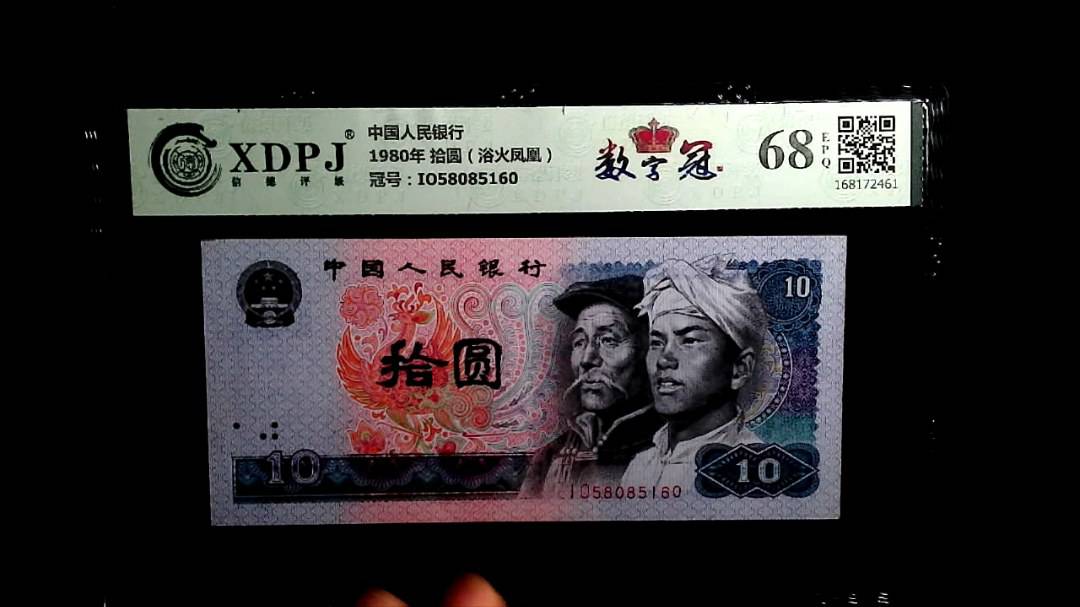 XDPJ®
信德评级
中国人民银行
1980年 拾圆（浴火凤凰）
冠号：IO58085160
数字冠
68
EPQ
168172461
中国人民银行
10
拾圆
10
IO58085160
10